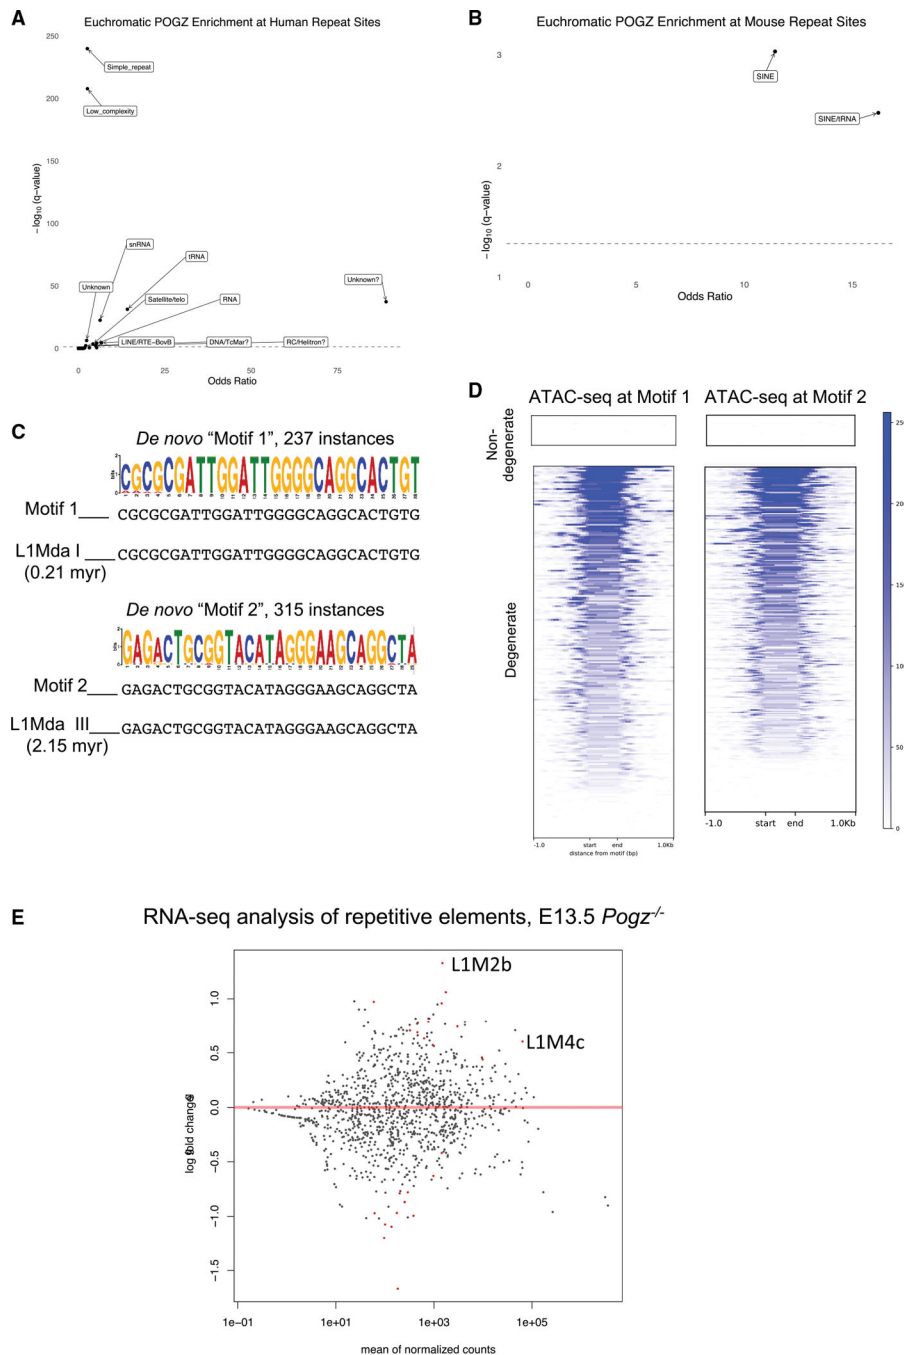 A
Euchromatic POGZ Enrichment at Human Repeat Sites
250
200
150
100
50
0
−log10 (q−value)
Simple_repeat
Low_complexity
snRNA
tRNA
Unknown
Satellite/telo
RNA
Unknown?
LINE/RTE−BovB
DNA/TcMar?
RC/Helitron?
0 25 50 75
Odds Ratio
B
Euchromatic POGZ Enrichment at Mouse Repeat Sites
3
2
1
−log10 (q−value)
SINE
SINE/tRNA
0 5 10 15
Odds Ratio
C
De novo “Motif 1”, 237 instances
CGCGCGATTGGATTGGGGCAGGCACTGT
Motif 1 CGCGCGATTGGATTGGGGCAGGCACTGTG
L1Mda I CGCGCGATTGGATTGGGGCAGGCACTGTG
(0.21 myr)
De novo “Motif 2”, 315 instances
GAGACTGCGGTACATAGGGAAGCAGGCTA
Motif 2 GAGACTGCGGTACATAGGGAAGCAGGCTA
L1Mda III GAGACTGCGGTACATAGGGAAGCAGGCTA
(2.15 myr)
D
ATAC-seq at Motif 1
ATAC-seq at Motif 2
Non-
degenerate
Degenerate
-1.0 start end 1.0Kb
distance from motif (bp)
-1.0 start end 1.0Kb
250
200
150
100
50
0
E
RNA-seq analysis of repetitive elements, E13.5 Pogz-/-
L1M2b
L1M4c
1.0
0.5
0.0
−0.5
−1.0
−1.5
1e−01 1e+01 1e+03 1e+05
mean of normalized counts